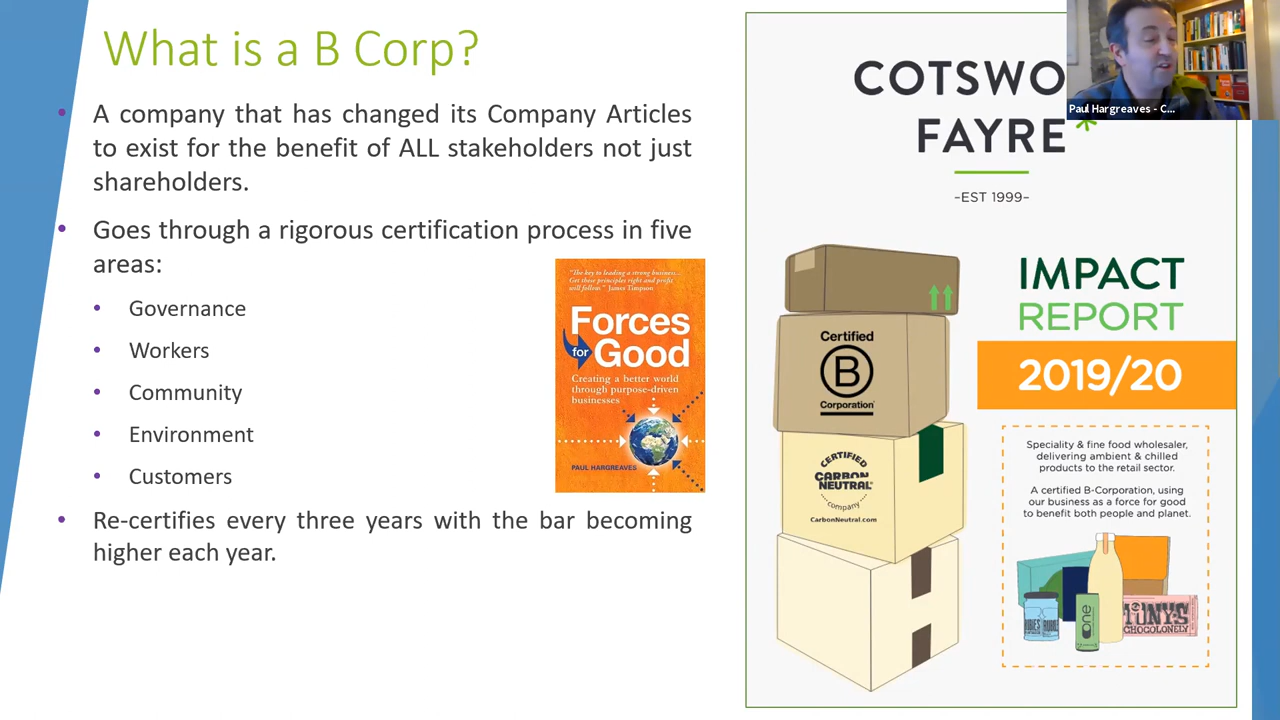 What is a B Corp?
• A company that has changed its Company Articles
to exist for the benefit of ALL stakeholders not just
shareholders.
• Goes through a rigorous certification process in five
areas:
• Governance
• Workers
• Community
• Environment
• Customers
• Re-certifies every three years with the bar becoming
higher each year.
"The key to leading a strong business...
Get these principles right and profit
will follow." James Timpson
Forces
for Good
Creating a better world
through purpose-driven
businesses
PAUL HARGREAVES
COTSWO
FAYRE*
-EST 1999-
IMPACT
REPORT
2019/20
Certified
B
Corporation
CERTIFIED
CARBON
NEUTRAL
company
CarbonNeutral.com
Speciality & fine food wholesaler,
delivering ambient & chilled
products to the retail sector.
A certified B-Corporation, using
our business as a force for good
to benefit both people and planet.
one
TONY'S
CHOCOLONELY
Paul Hargreaves - C...